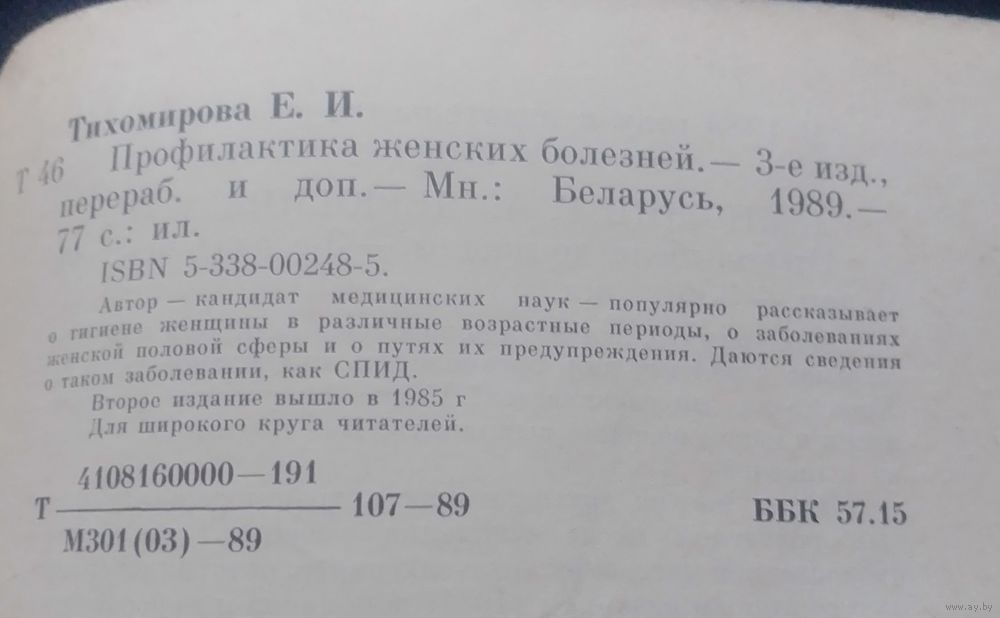 Тихомирова Е. И.
Т 46 Профилактика женских болезней.— 3-е изд.,
перераб. и доп.— Мн.: Беларусь, 1989.—
77 с.: ил.
ISBN 5-338-00248-5.
Автор — кандидат медицинских наук — популярно рассказывает
о гигиене женщины в различные возрастные периоды, о заболеваниях
женской половой сферы и о путях их предупреждения. Даются сведения
о таком заболевании, как СПИД.
Второе издание вышло в 1985 г
Для широкого круга читателей.
4108160000—191
Т 107—89
М301(03)—89
ББК 57.15
www.ay.by